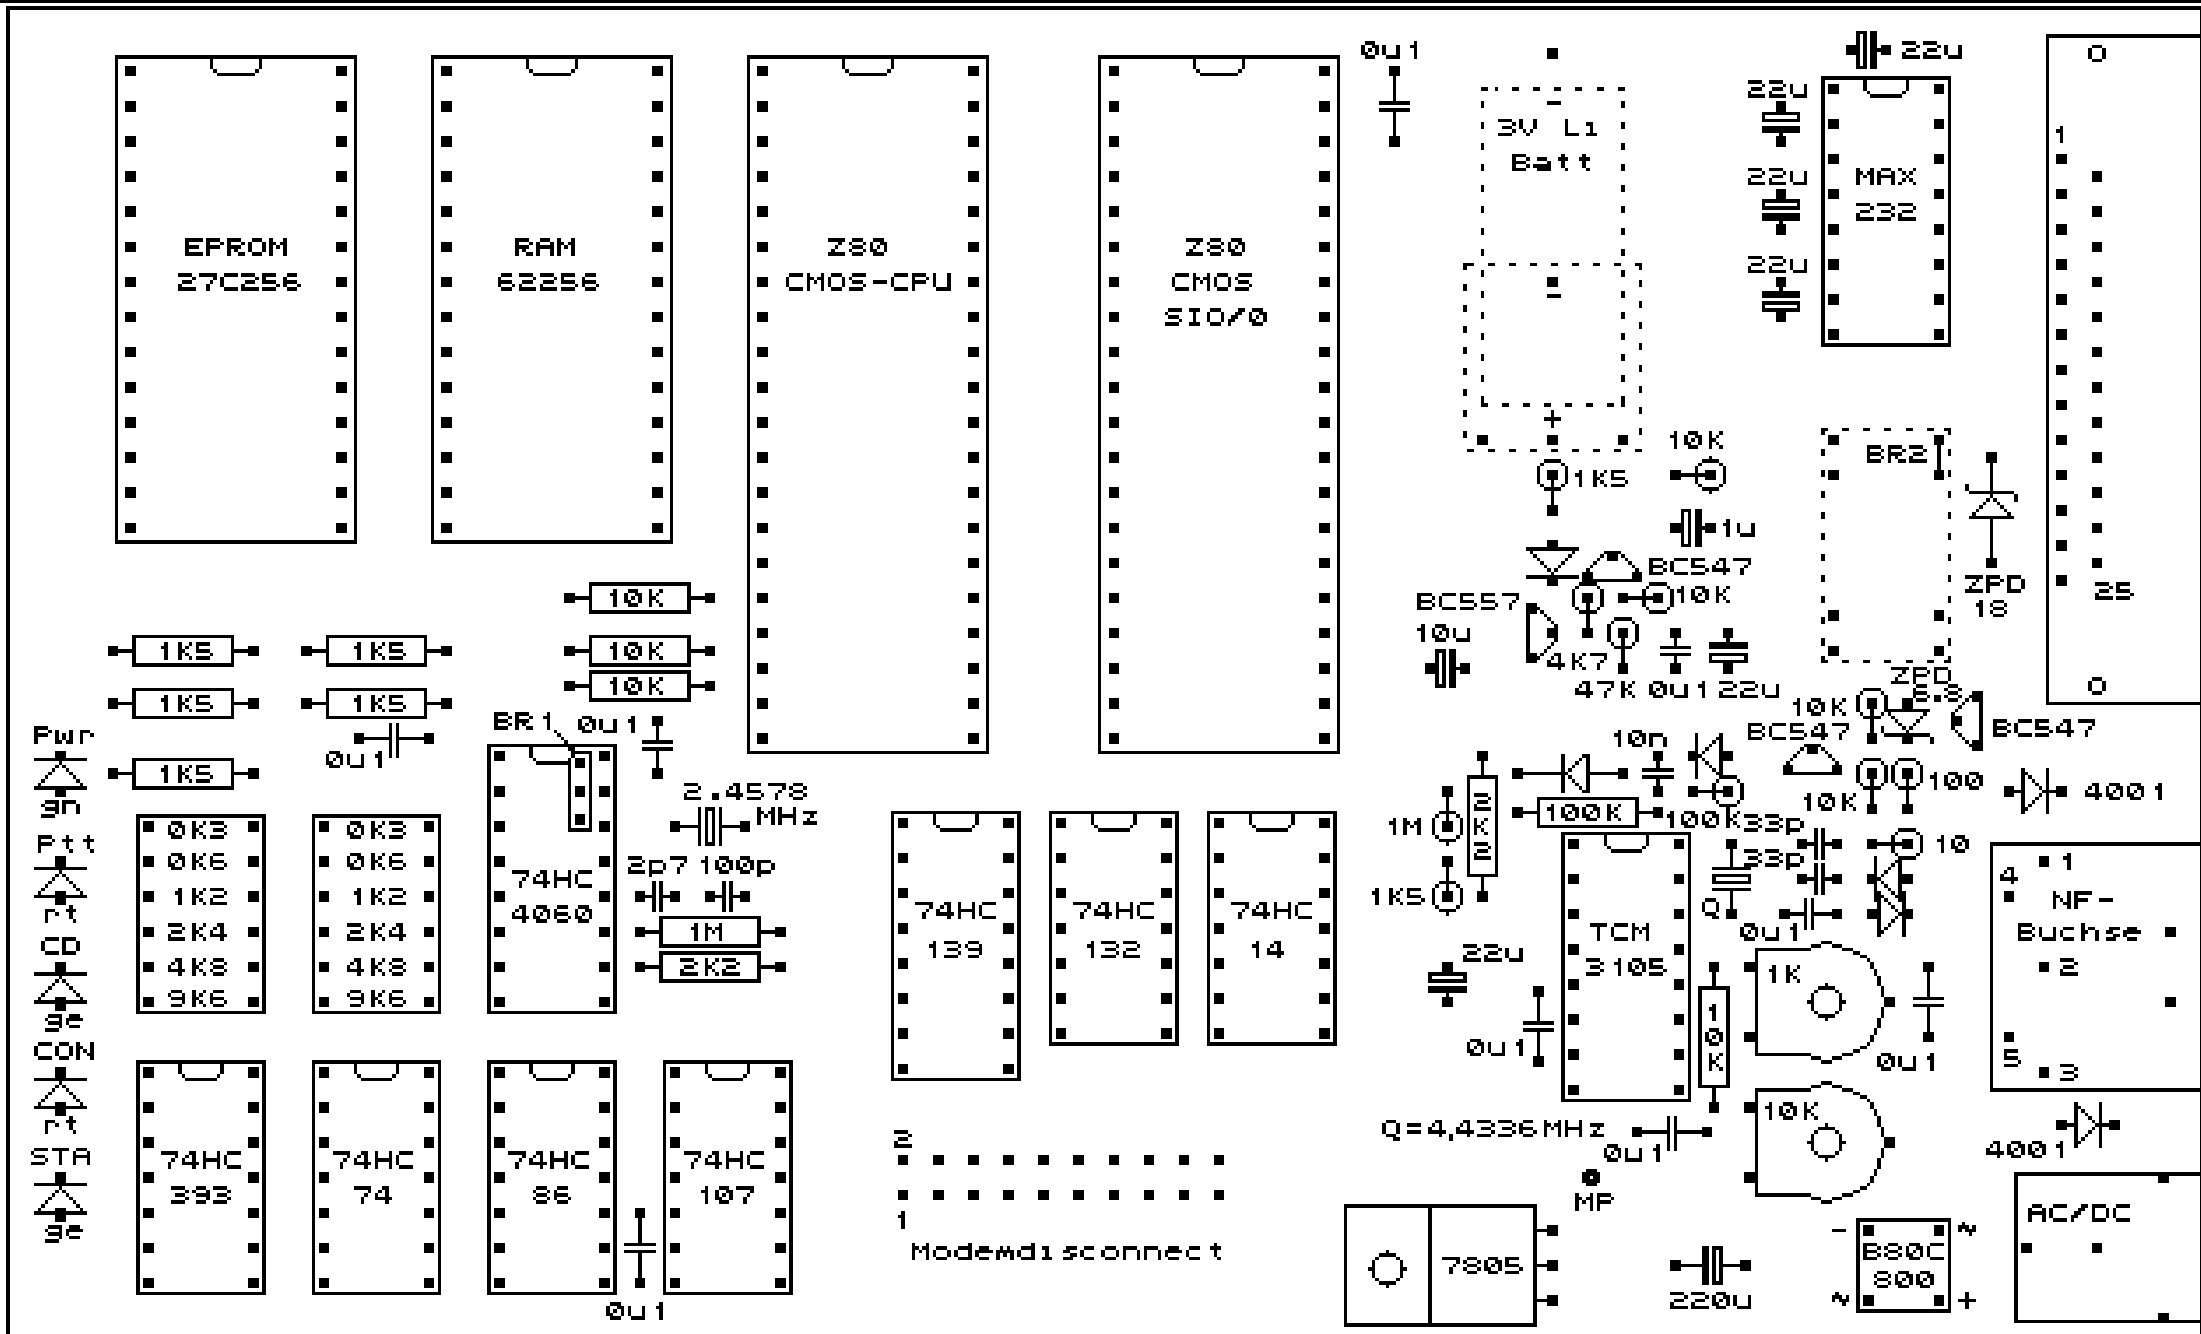 0u1
22u
22u
3V Li
Batt
22u
MAX
232
1
22u
EPROM
27C256
RAM
62256
Z80
CMOS-CPU
Z80
CMOS
SIO/0
-
-
+
10K
1K5
BR2
1u
BC547
ZPD
18
25
10K
BC557
10K
10u
4K7
47K
0u1
22u
1K5
1K5
10K
10K
1K5
1K5
BR1
0u1
ZPD
6.8
10K
BC547
BC547
Pwr
gn
0u1
10n
1K5
2.4578
MHz
2K2
100K
100K
10K
100
4001
1M
33p
33p
10
Ptt
rt
0K3
0K6
1K2
2K4
4K8
9K6
0K3
0K6
1K2
2K4
4K8
9K6
74HC
4060
2p7
100p
1M
2K2
74HC
139
74HC
132
74HC
14
1K5
22u
TCM
3105
Q
0u1
1
4
NF-
Buchse
2
5
3
CD
ge
1K
0u1
10K
0u1
CON
rt
Q=4,4336MHz
0u1
10K
4001
STA
ge
74HC
393
74HC
74
74HC
86
74HC
107
2
1
Modemdisconnect
MP
7805
220u
-
~
B80C
800
~
+
AC/DC
0u1